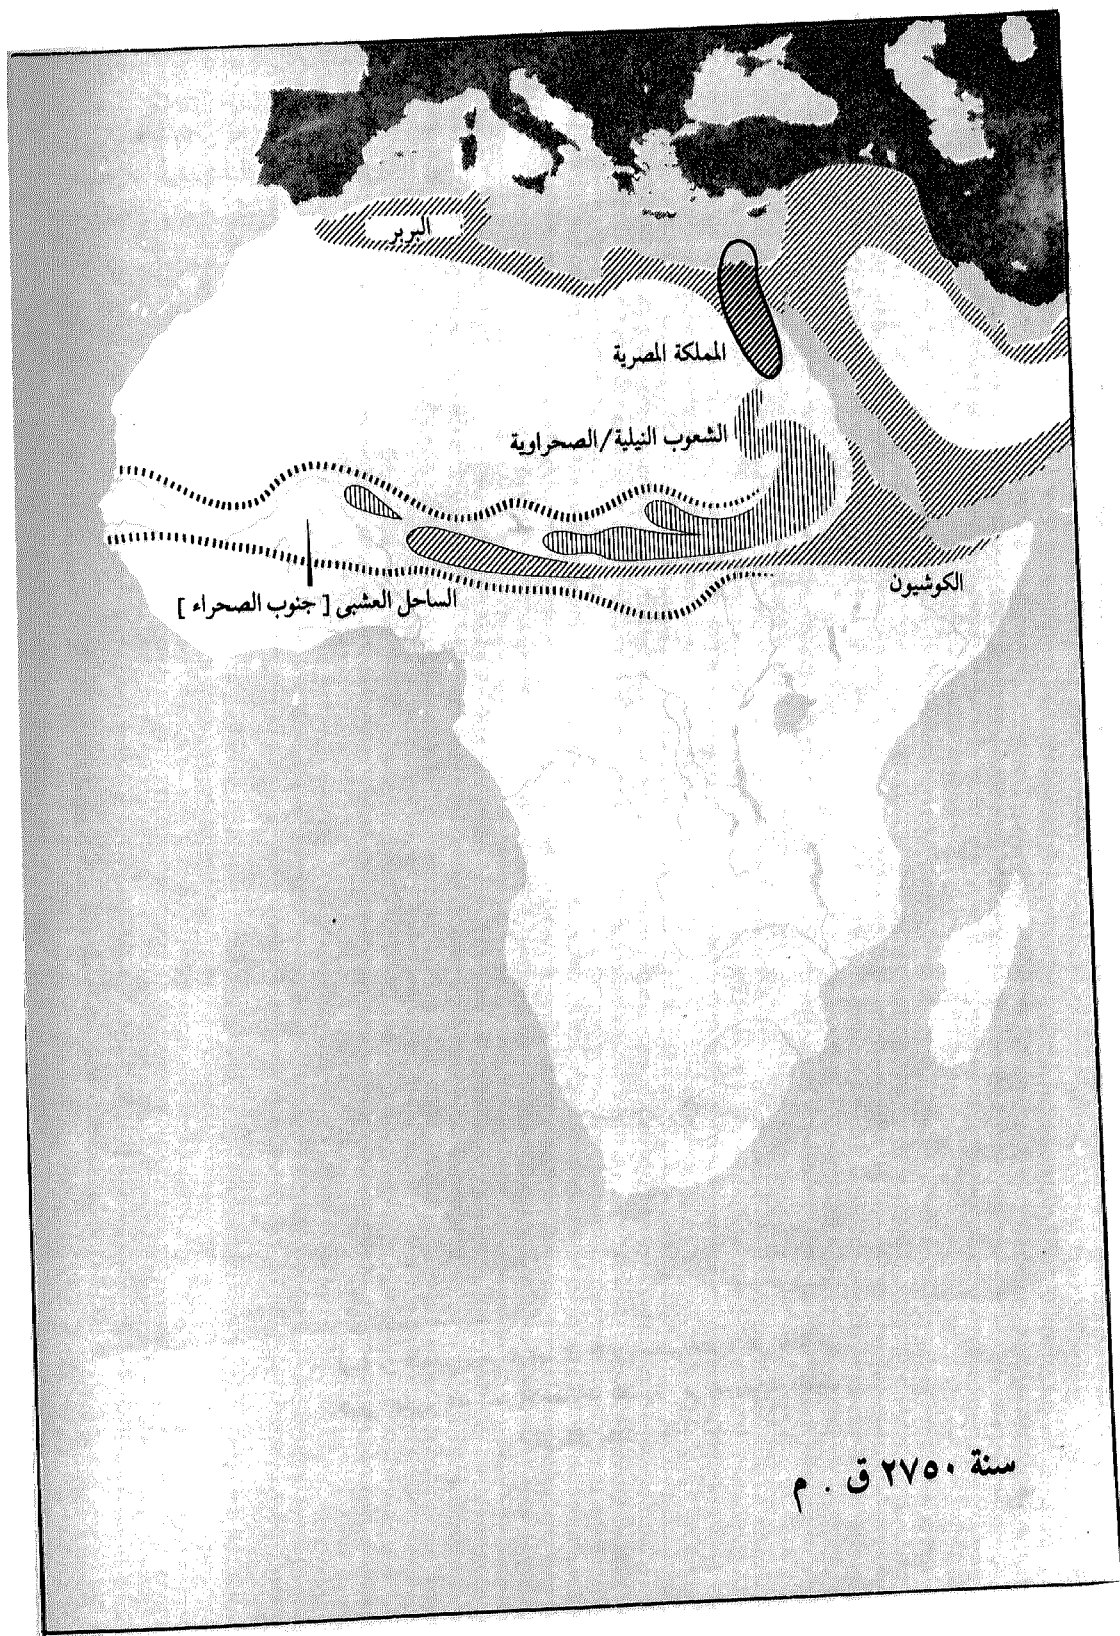 البربر
المملكة المصرية
الشعوب النيلية/الصحراوية
الكوشيون
الساحل العشبى [ جنوب الصحراء ]
سنة ٢٧٥٠ ق . م